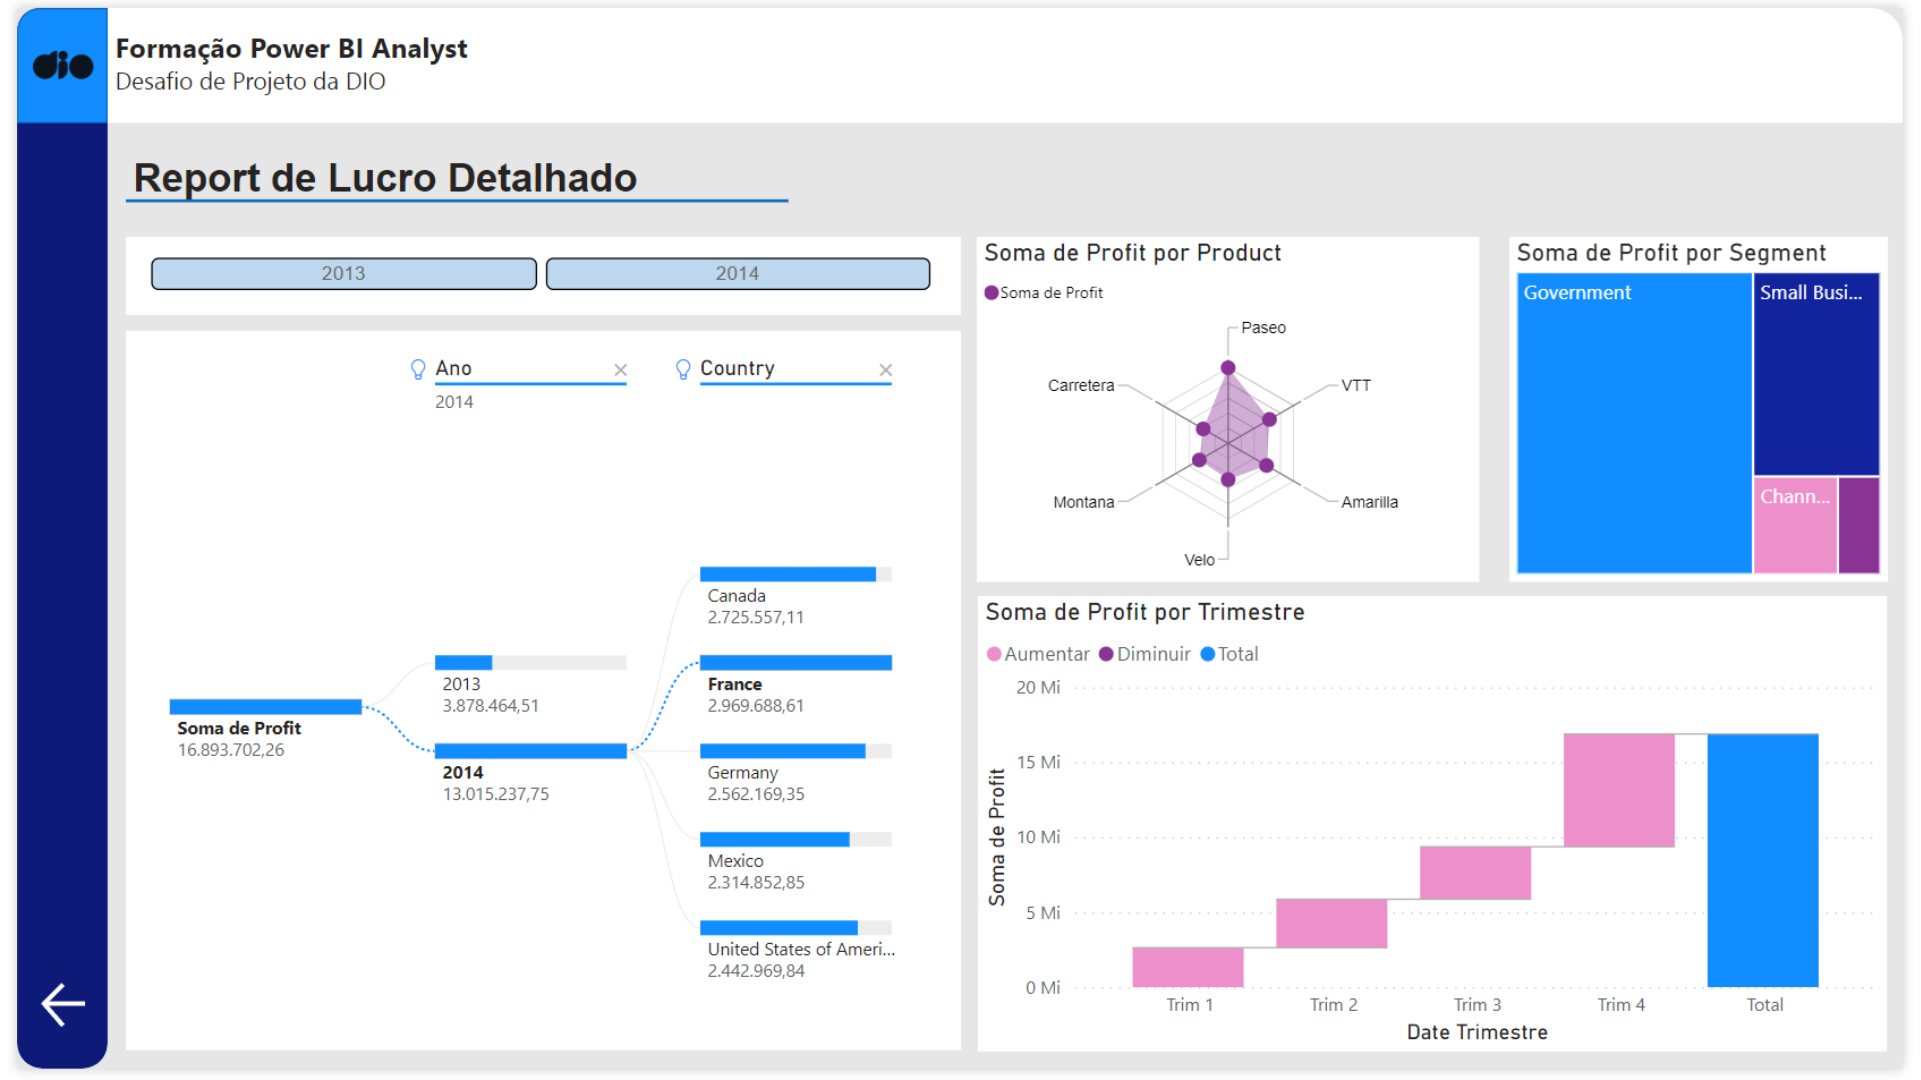 dio
Formação Power BI Analyst
Desafio de Projeto da DIO
Report de Lucro Detalhado
2013
2014
Ano
2014
Country
Soma de Profit
16.893.702,26
2013
3.878.464,51
2014
13.015.237,75
Canada
2.725.557,11
France
2.969.688,61
Germany
2.562.169,35
Mexico
2.314.852,85
United States of Ameri...
2.442.969,84
Soma de Profit por Product
Soma de Profit
Paseo
VTT
Amarilla
Velo
Montana
Carretera
Soma de Profit por Segment
Government
Small Busi...
Chann...
Soma de Profit por Trimestre
Aumentar Diminuir Total
Soma de Profit
20 Mi
15 Mi
10 Mi
5 Mi
0 Mi
Trim 1
Trim 2
Trim 3
Trim 4
Total
Date Trimestre